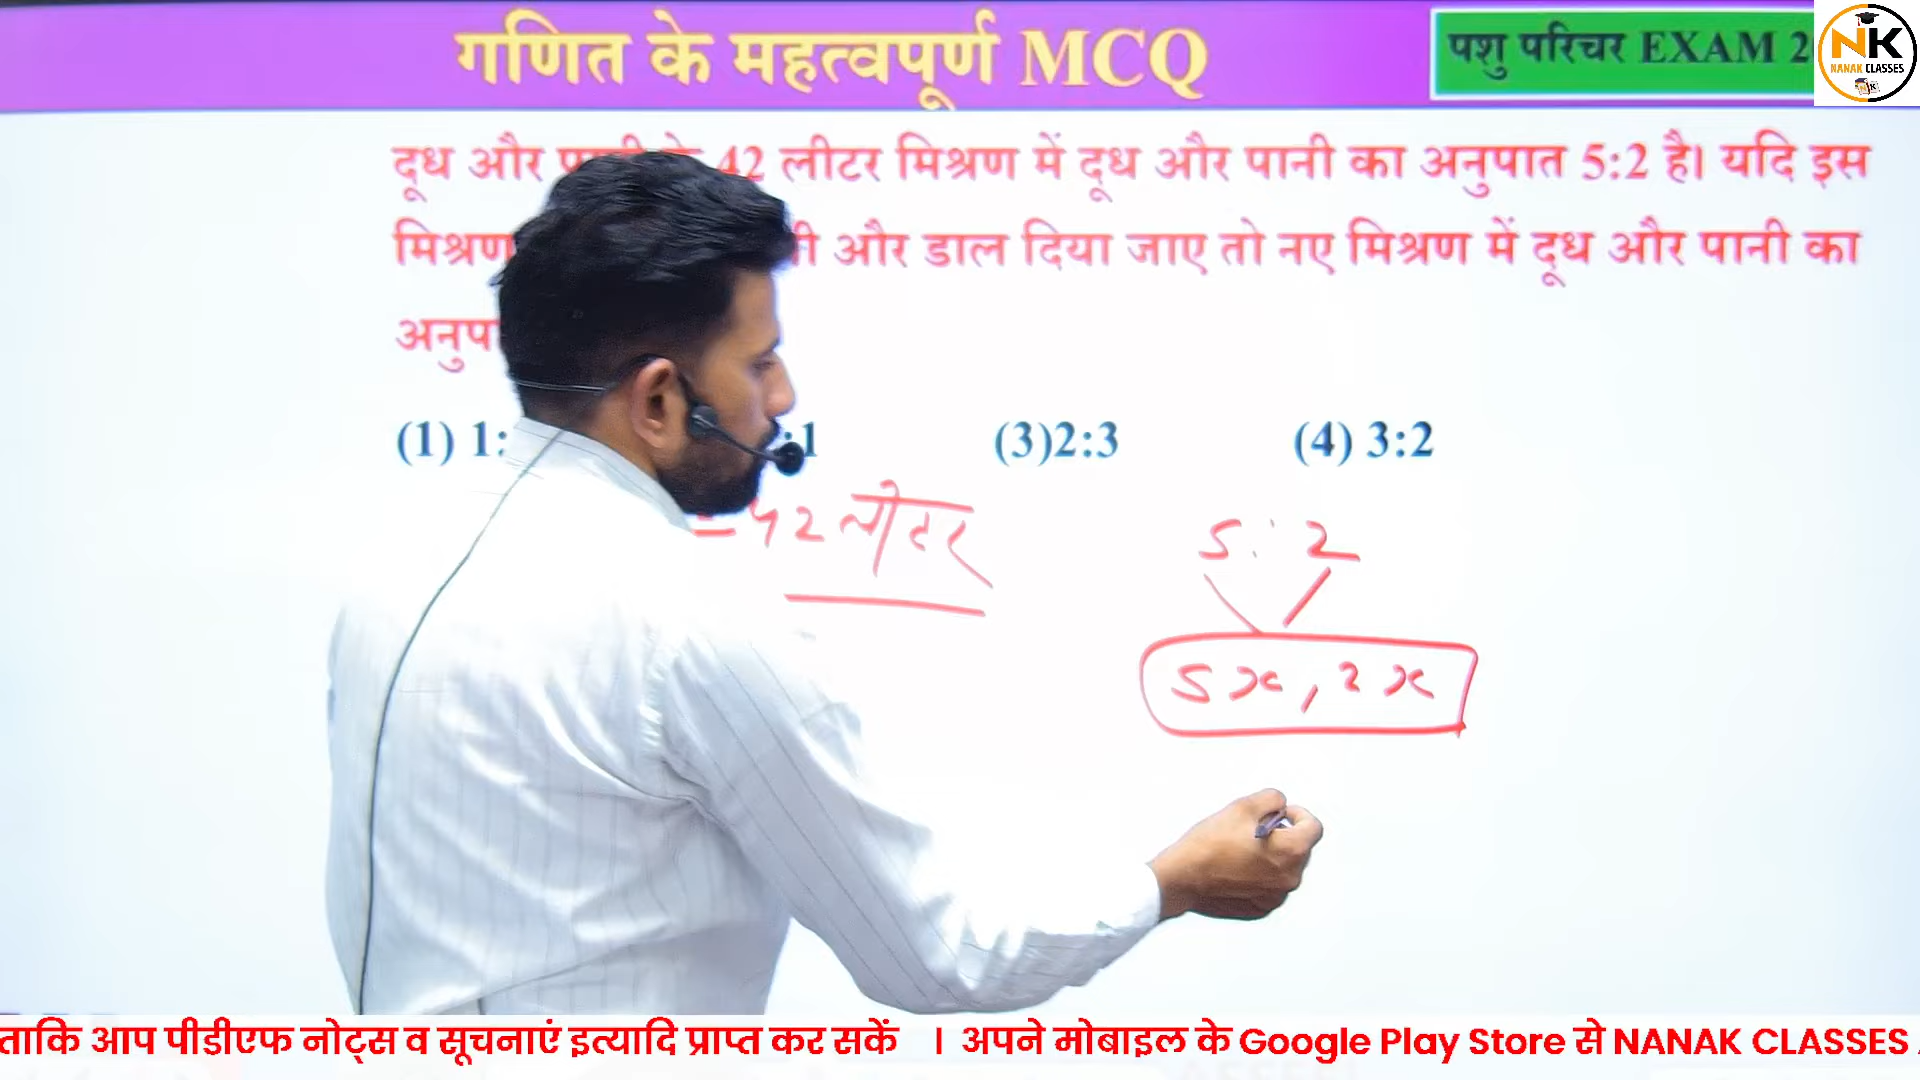 गणित के महत्वपूर्ण MCQ
पशु परिचर EXAM 2
NK
NANAK CLASSES
दूध और 42 लीटर मिश्रण में दूध और पानी का अनुपात 5:2 है। यदि इस
मिश्रण और डाल दिया जाए तो नए मिश्रण में दूध और पानी का
(1) 1: :1 (3)2:3 (4) 3:2
= 42 लीटर
5 : 2
5x, 2x
ताकि आप पीडीएफ नोट्स व सूचनाएं इत्यादि प्राप्त कर सकें । अपने मोबाइल के Google Play Store से NANAK CLASSES